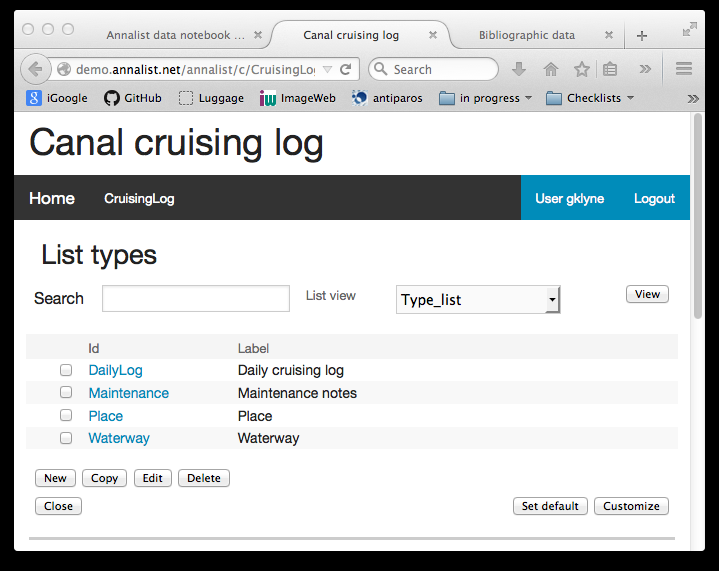 Annalist data notebook ...
Canal cruising log
Bibliographic data
demo.annalist.net/annalist/c/CruisingLo
Search
iGoogle
GitHub
Luggage
ImageWeb
antiparos
in progress
Checklists
Canal cruising log
Home CruisingLog User gklyne Logout
List types
Search List view Type_list View
Id Label
DailyLog Daily cruising log
Maintenance Maintenance notes
Place Place
Waterway Waterway
New Copy Edit Delete
Close Set default Customize